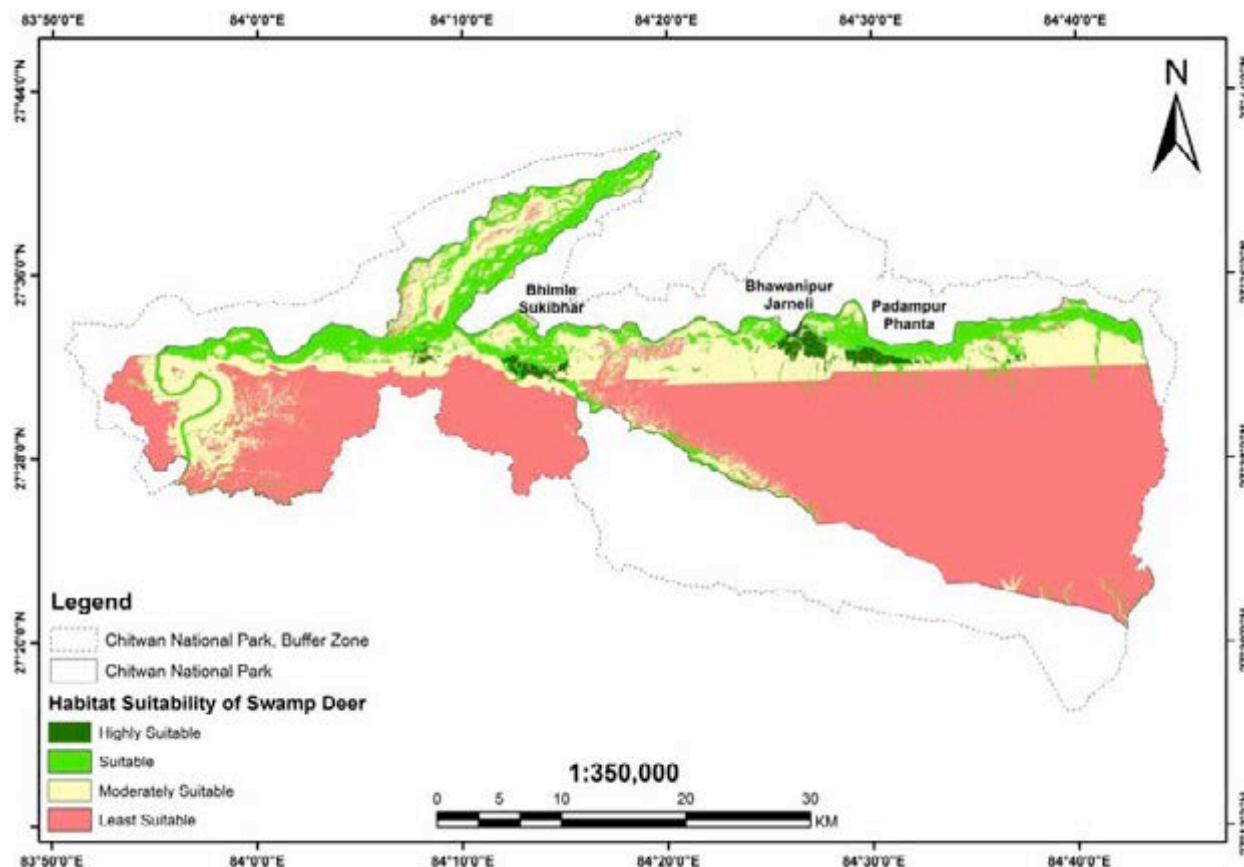 83°50'0"E 84°0'0"E 84°10'0"E 84°20'0"E 84°30'0"E 84°40'0"E
N
27°44'0"N
27°36'0"N
27°28'0"N
27°20'0"N
Bhimle
Sukibhar
Bhawanipur
Jarneli
Padampur
Phanta
Legend
Chitwan National Park, Buffer Zone
Chitwan National Park
Habitat Suitability of Swamp Deer
Highly Suitable
Suitable
Moderately Suitable
Least Suitable
1:350,000
0 5 10 20 30
KM
83°50'0"E 84°0'0"E 84°10'0"E 84°20'0"E 84°30'0"E 84°40'0"E